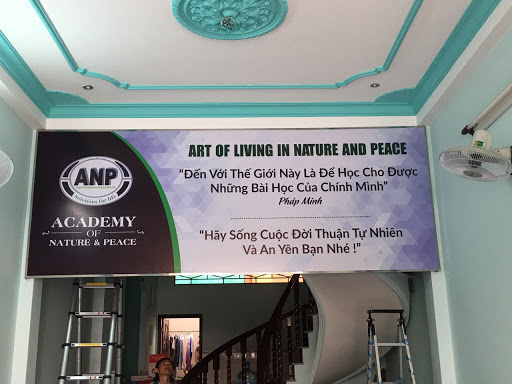 ANP
Solutions for life
ACADEMY
OF
NATURE & PEACE
ART OF LIVING IN NATURE AND PEACE
“Đến Với Thế Giới Này Là Để Học Cho Được
Những Bài Học Của Chính Mình”
Pháp Minh
“Hãy Sống Cuộc Đời Thuận Tự Nhiên
Và An Yên Bạn Nhé !”